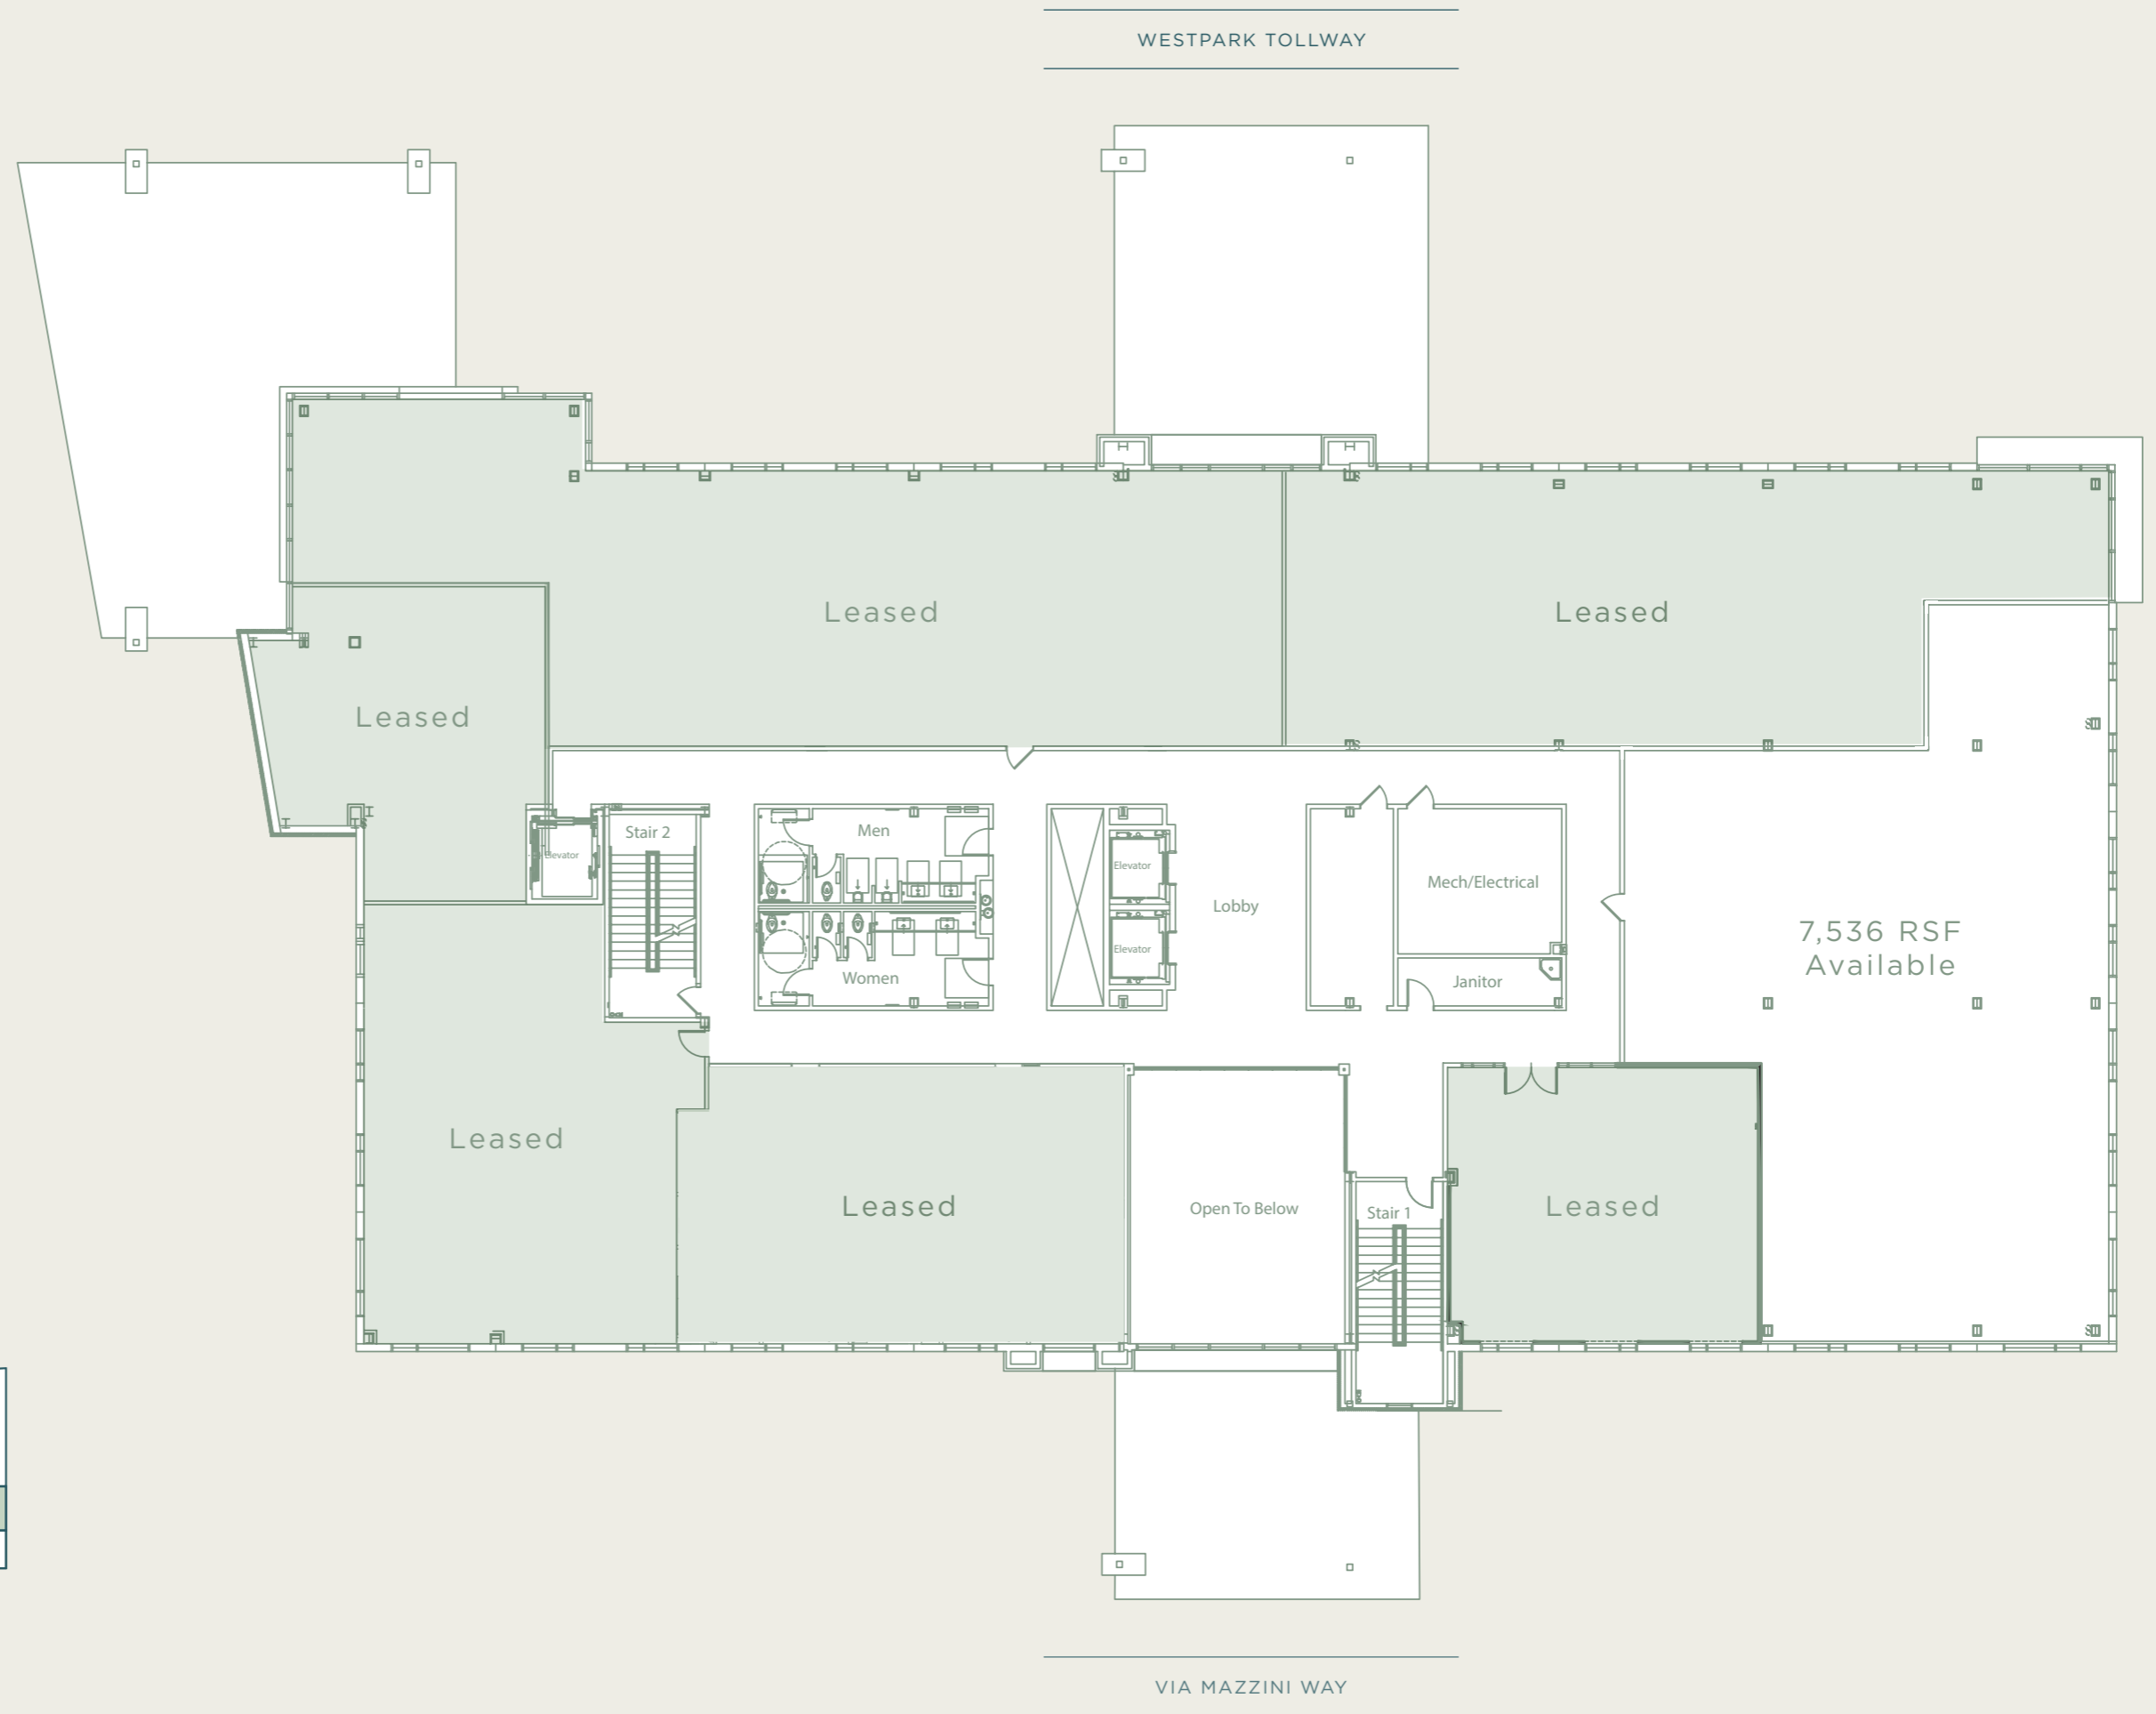 WESTPARK TOLLWAY
Leased
Leased
Leased
Stair 2
Men
Elevator
Elevator
Mech/Electrical
Lobby
7,536 RSF
Available
Elevator
Women
Janitor
Leased
Leased
Open To Below
Stair 1
Leased
VIA MAZZINI WAY